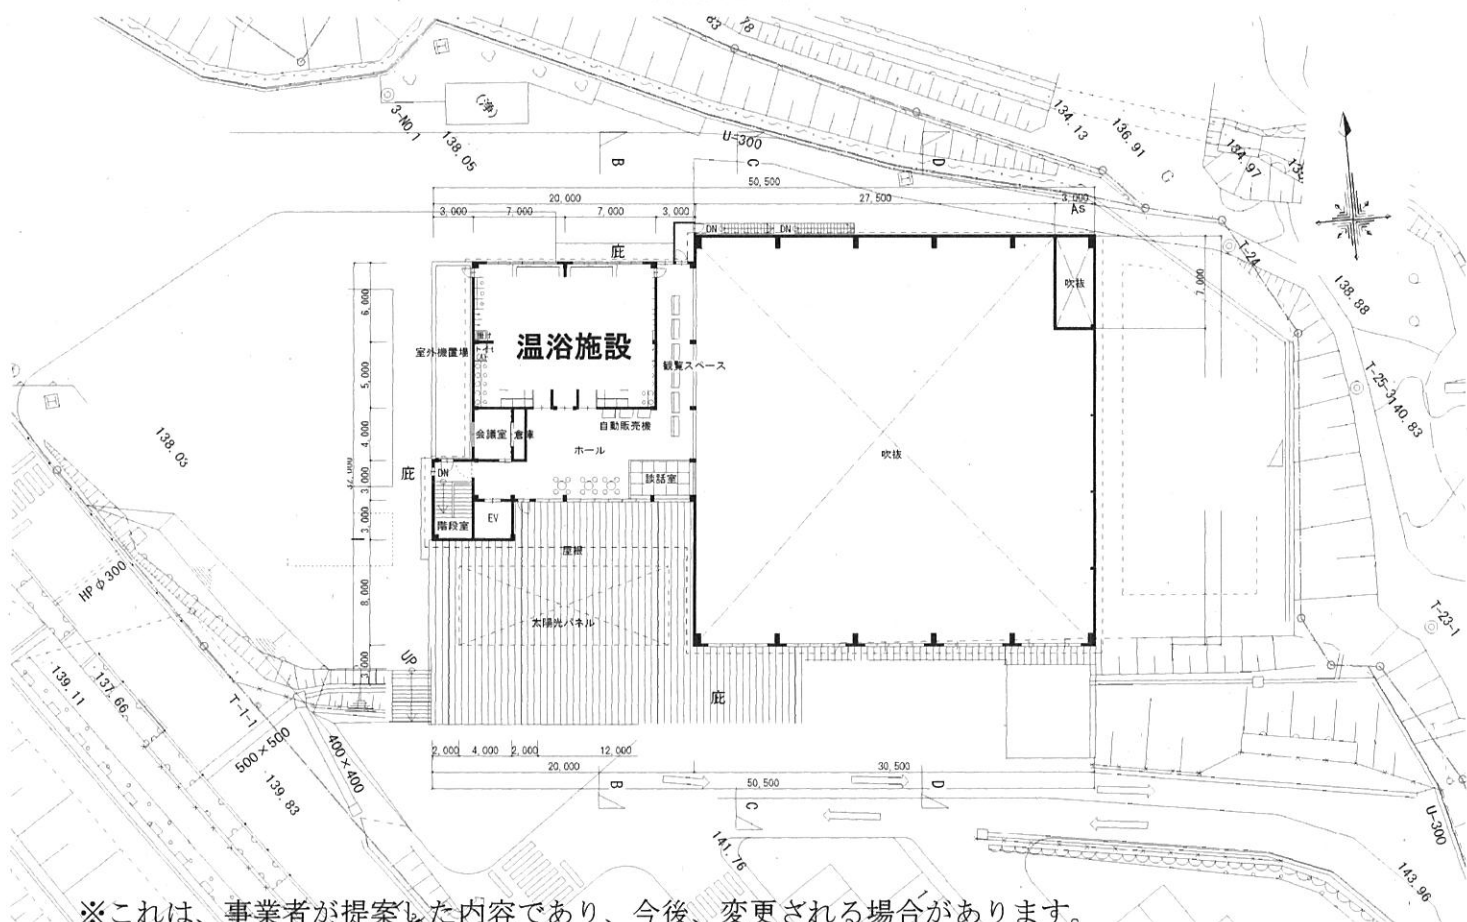 83
78
(浄)
3-NO.1
138.05
U-300
134.13
136.91
134.97
G
B
C
D
50,500
20,000
27,500
3,000
3,000
7,000
7,000
3,000
As
DN
DN
庇
T-24
138.88
吹抜
7,000
6,000
室外機置場
温浴施設
観覧スペース
5,000
T-25-3
140.83
自動販売機
4,000
会議室
倉庫
ホール
吹抜
138.03
庇
DN
談話室
3,000
3,000
階段室
EV
屋根
HPφ300
8,000
太陽光パネル
T-23-1
UP
3,000
139.11
137.66
T-1-1
庇
500×500
400×400
139.83
2,000
4,000
2,000
12,000
20,000
30,500
50,500
B
C
D
141.76
U-300
143.96
※これは、事業者が提案した内容であり、今後、変更される場合があります。